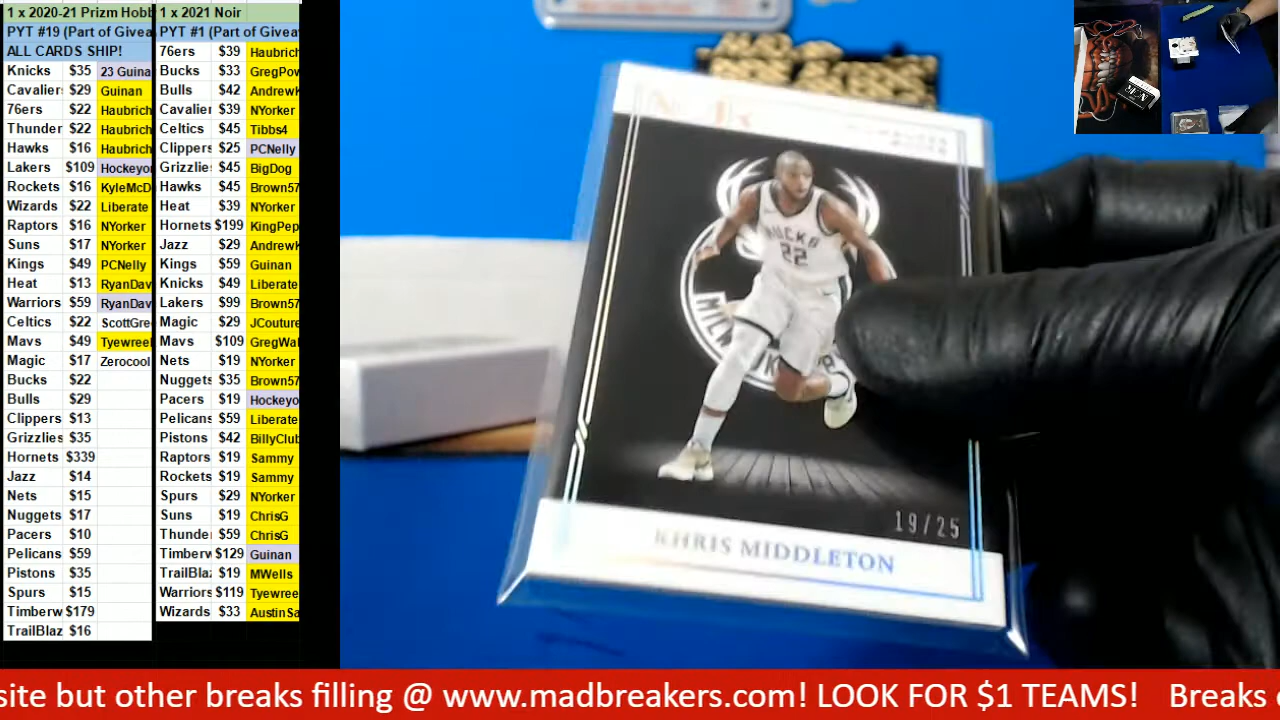 1 x 2020-21 Prizm Hobb
PYT #19 (Part of Givea
ALL CARDS SHIP!
Knicks $35 23 Guina
Cavaliers $29 Guinan
76ers $22 Haubrich
Thunder $22 Haubrich
Hawks $16 Haubrich
Lakers $109 Hockeyo
Rockets $16 KyleMcD
Wizards $22 Liberate
Raptors $16 NYorker
Suns $17 NYorker
Kings $49 PCNelly
Heat $13 RyanDav
Warriors $59 RyanDav
Celtics $22 ScottGre
Mavs $49 Tyewree
Magic $17 Zerocool
Bucks $22
Bulls $29
Clippers $13
Grizzlies $35
Hornets $339
Jazz $14
Nets $15
Nuggets $17
Pacers $10
Pelicans $59
Pistons $35
Spurs $15
Timberw $179
TrailBlaz $16
1 x 2021 Noir
PYT #1 (Part of Giveav
76ers $39 Haubrich
Bucks $33 GregPow
Bulls $42 AndrewK
Cavalier $39 NYorker
Celtics $45 Tibbs4
Clippers $25 PCNelly
Grizzlie $45 BigDog
Hawks $45 Brown57
Heat $39 NYorker
Hornets $199 KingPep
Jazz $29 AndrewK
Kings $59 Guinan
Knicks $49 Liberate
Lakers $99 Brown57
Magic $29 JCouture
Mavs $109 GregWal
Nets $19 NYorker
Nuggets $35 Brown57
Pacers $19 Hockeyo
Pelicans $59 Liberate
Pistons $42 BillyClub
Raptors $19 Sammy
Rockets $19 Sammy
Spurs $29 NYorker
Suns $19 ChrisG
Thunde $59 ChrisG
Timberw $129 Guinan
TrailBlaz $19 MWells
Warriors $119 Tyewree
Wizards $33 AustinSa
BUCKS
22
19/25
KHRIS MIDDLETON
site but other breaks filling @ www.madbreakers.com! LOOK FOR $1 TEAMS! Breaks